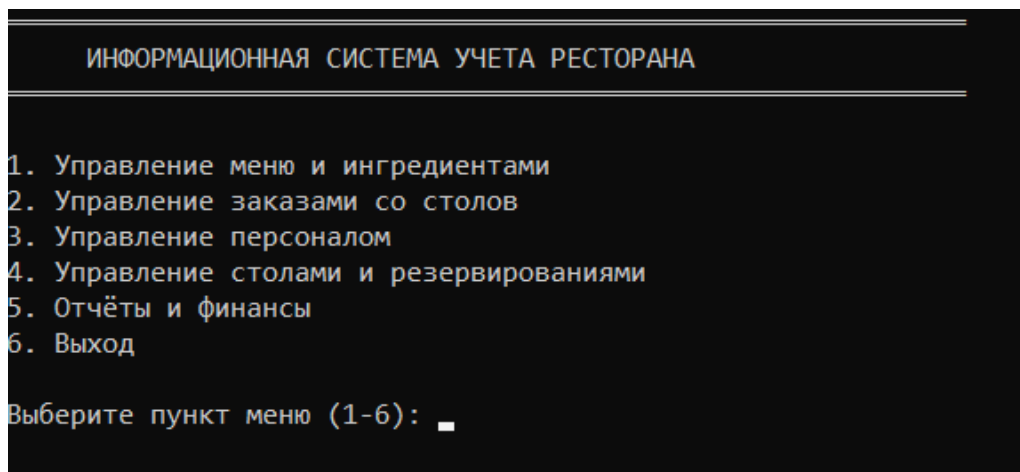 ИНФОРМАЦИОННАЯ СИСТЕМА УЧЕТА РЕСТОРАНА
1. Управление меню и ингредиентами
2. Управление заказами со столов
3. Управление персоналом
4. Управление столами и резервированиями
5. Отчёты и финансы
6. Выход
Выберите пункт меню (1-6):